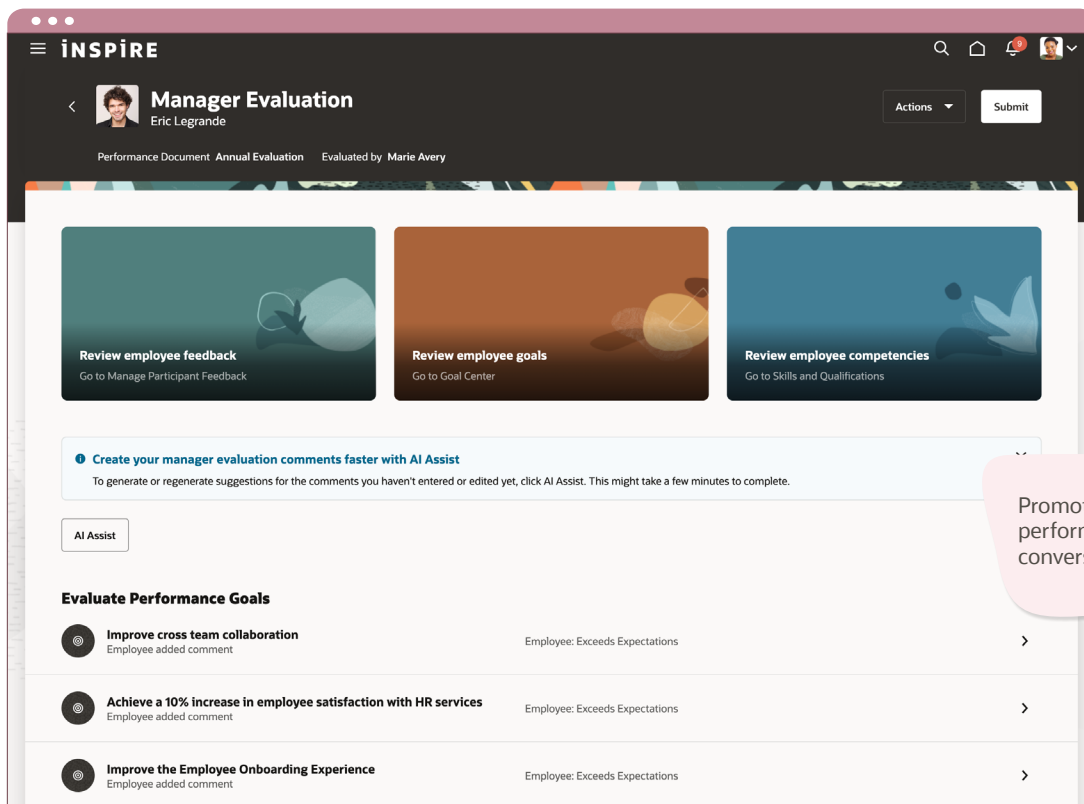 iNSPiRE
9
Manager Evaluation
Eric Legrande
Actions
Submit
Performance Document Annual Evaluation Evaluated by Marie Avery
Review employee feedback
Go to Manage Participant Feedback
Review employee goals
Go to Goal Center
Review employee competencies
Go to Skills and Qualifications
Create your manager evaluation comments faster with AI Assist
To generate or regenerate suggestions for the comments you haven't entered or edited yet, click AI Assist. This might take a few minutes to complete.
AI Assist
Evaluate Performance Goals
Improve cross team collaboration
Employee added comment
Employee: Exceeds Expectations
Achieve a 10% increase in employee satisfaction with HR services
Employee added comment
Employee: Exceeds Expectations
Improve the Employee Onboarding Experience
Employee added comment
Employee: Exceeds Expectations